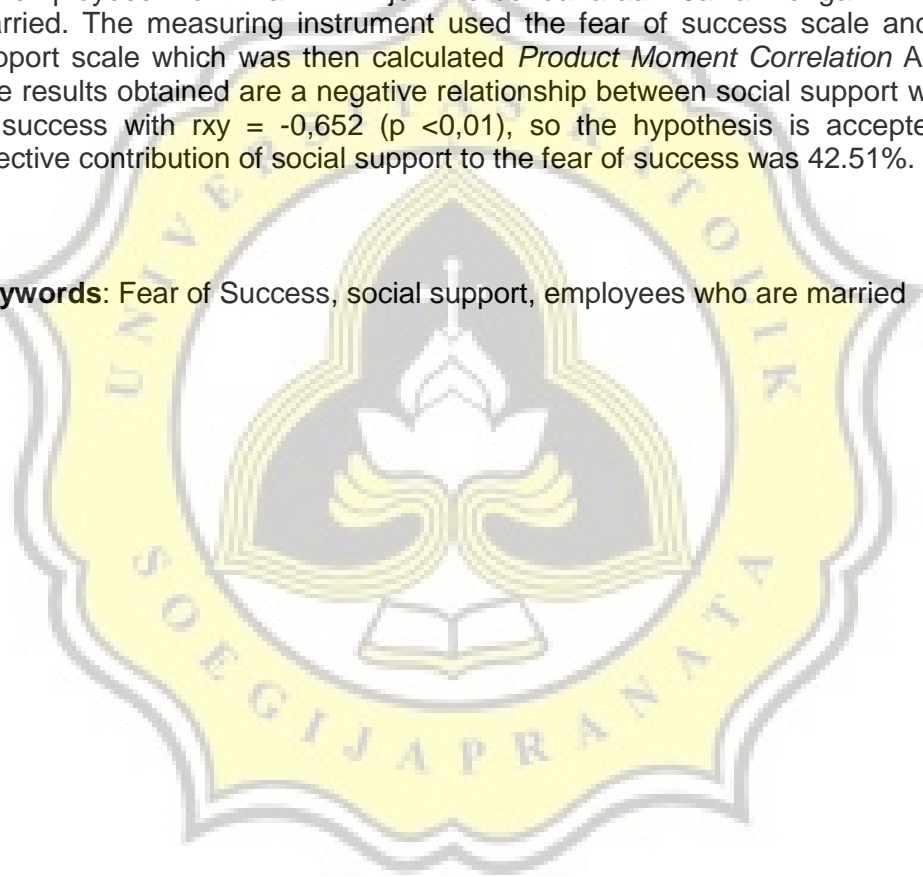 arried. The measuring instrument used the fear of success scale and
pport scale which was then calculated Product Moment Correlation A
e results obtained are a negative relationship between social support w
success with rxy = -0,652 (p <0,01), so the hypothesis is accepte
ective contribution of social support to the fear of success was 42.51%.
ywords: Fear of Success, social support, employees who are married
UNIVERSITAS KATOLIK
SOEGIJAPRANATA